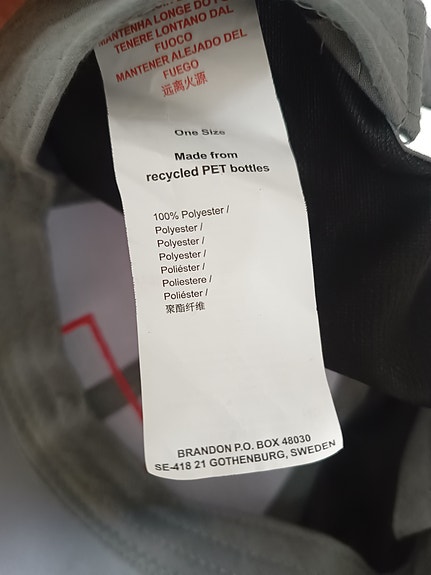 MANTENHA LONGE DO FOGO
TENERE LONTANO DAL
FUOCO
MANTENER ALEJADO DEL
FUEGO
远离火源
One Size
Made from
recycled PET bottles
100% Polyester /
Polyester /
Polyester /
Polyester /
Poliéster /
Poliestere /
Poliéster /
聚酯纤维
BRANDON P.O. BOX 48030
SE-418 21 GOTHENBURG, SWEDEN